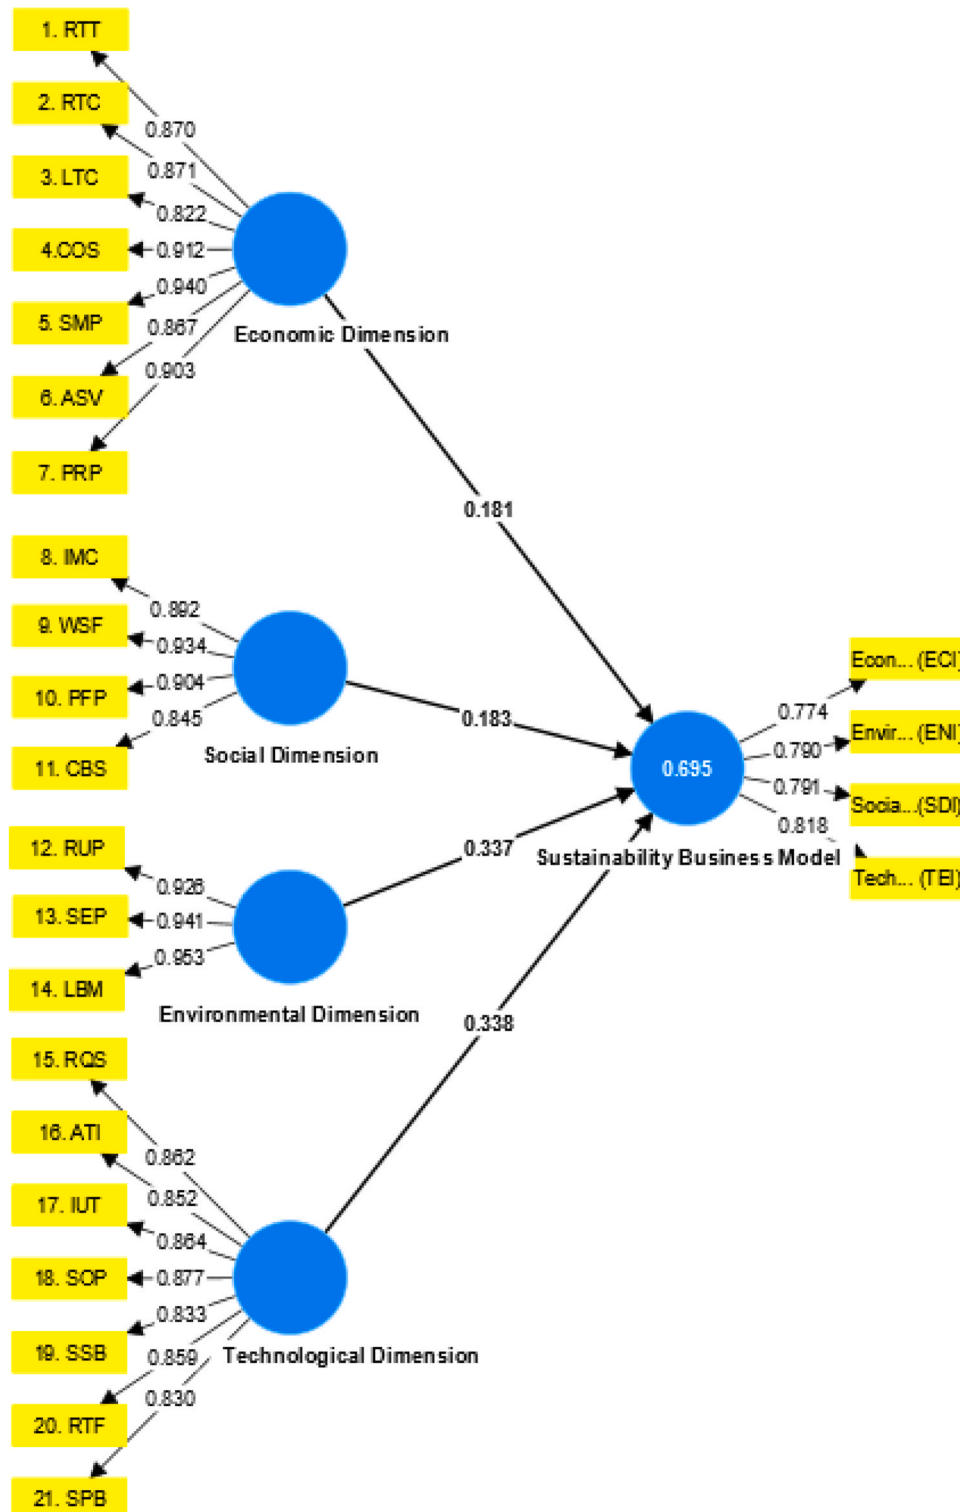 1. RTT
0.870
2. RTC
0.871
3. LTC
0.822
4.COS
0.912
0.940
5. SMP
0.867
Economic Dimension
0.903
6. ASV
7. PRP
0.181
8. IMC
0.892
9. WSF
0.934
10. PFP
0.904
0.845
11. CBS
Social Dimension
0.183
Econ... (ECI)
0.774
Envir... (ENI)
0.790
0.695
0.791
Socia...(SDI)
0.818
Sustainability Business Model
Tech... (TEI)
12. RUP
0.337
0.926
13. SEP
0.941
0.953
14. LBM
Environmental Dimension
0.338
15. RQS
16. ATI
0.862
0.852
17. IUT
0.864
18. SOP
0.877
0.833
19. SSB
0.859
Technological Dimension
0.830
20. RTF
21. SPB